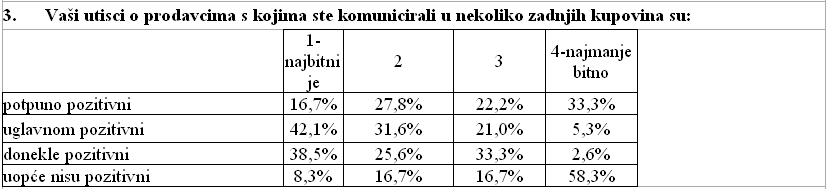 3. Vaši utisci o prodavcima s kojima ste komunicirali u nekoliko zadnjih kupovina su:
1-najbitnije 2 3 4-najmanje bitno
potpuno pozitivni 16,7% 27,8% 22,2% 33,3%
uglavnom pozitivni 42,1% 31,6% 21,0% 5,3%
donekle pozitivni 38,5% 25,6% 33,3% 2,6%
uopće nisu pozitivni 8,3% 16,7% 16,7% 58,3%